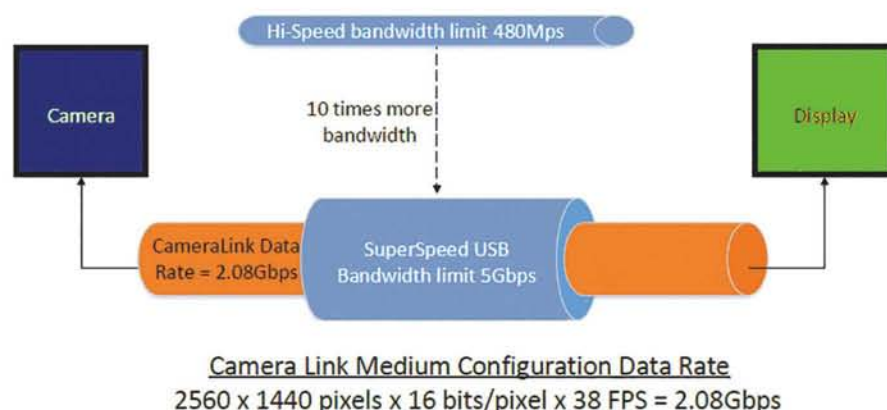 Hi-Speed bandwidth limit 480Mps
Camera
10 times more
bandwidth
Display
CameraLink Data
Rate = 2.08Gbps
SuperSpeed USB
Bandwidth limit 5Gbps
Camera Link Medium Configuration Data Rate
2560 x 1440 pixels x 16 bits/pixel x 38 FPS = 2.08Gbps